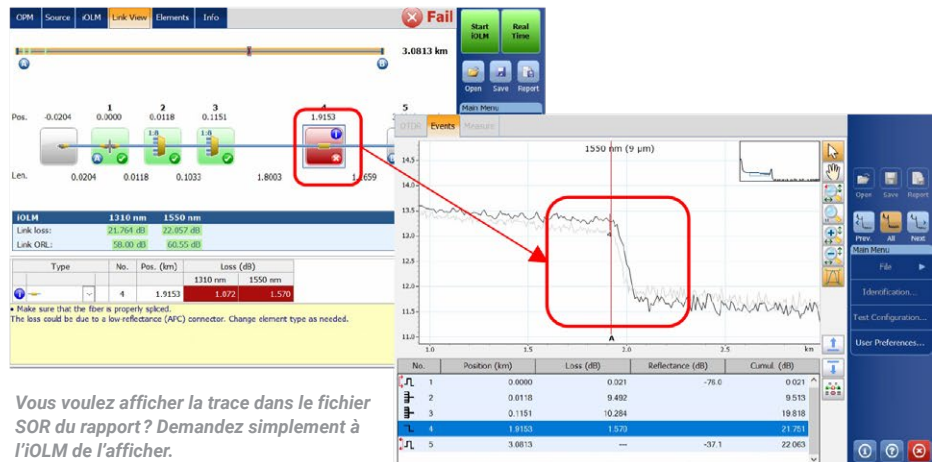 OPM Source iOLM Link View Elements Info
Fail
Start iOLM
Real Time
3.0813 km
A B
Open Save Report
Main Menu
1 2 3 4 5
Pos. -0.0204 0.0000 0.0118 0.1151 1.9153
1:8 1:8
A
Len. 0.0204 0.0118 0.1033 1.8003 1.1659
iOLM 1310 nm 1550 nm
Link loss: 21.764 dB 22.057 dB
Link ORL: 58.00 dB 60.55 dB
Type No. Pos. (km) Loss (dB)
1310 nm 1550 nm
4 1.9153 1.072 1.570
• Make sure that the fiber is properly spliced.
The loss could be due to a low-reflectance (APC) connector. Change element type as needed.
OTDR Events Measure
1550 nm (9 µm)
14.5
14.0
13.5
13.0
12.5
12.0
11.5
11.0
1.0 1.5 2.0 2.5 km
A
No. Position (km) Loss (dB) Reflectance (dB) Cumul. (dB)
1 0.0000 0.021 -76.0 0.021
2 0.0118 9.492 9.513
3 0.1151 10.284 19.818
4 1.9153 1.570 21.751
5 3.0813 --- -37.1 22.063
Open Save Report
Prev. All Next
Main Menu
File
Identification...
Test Configuration...
User Preferences...
Vous voulez afficher la trace dans le fichier
SOR du rapport ? Demandez simplement à
l’iOLM de l’afficher.